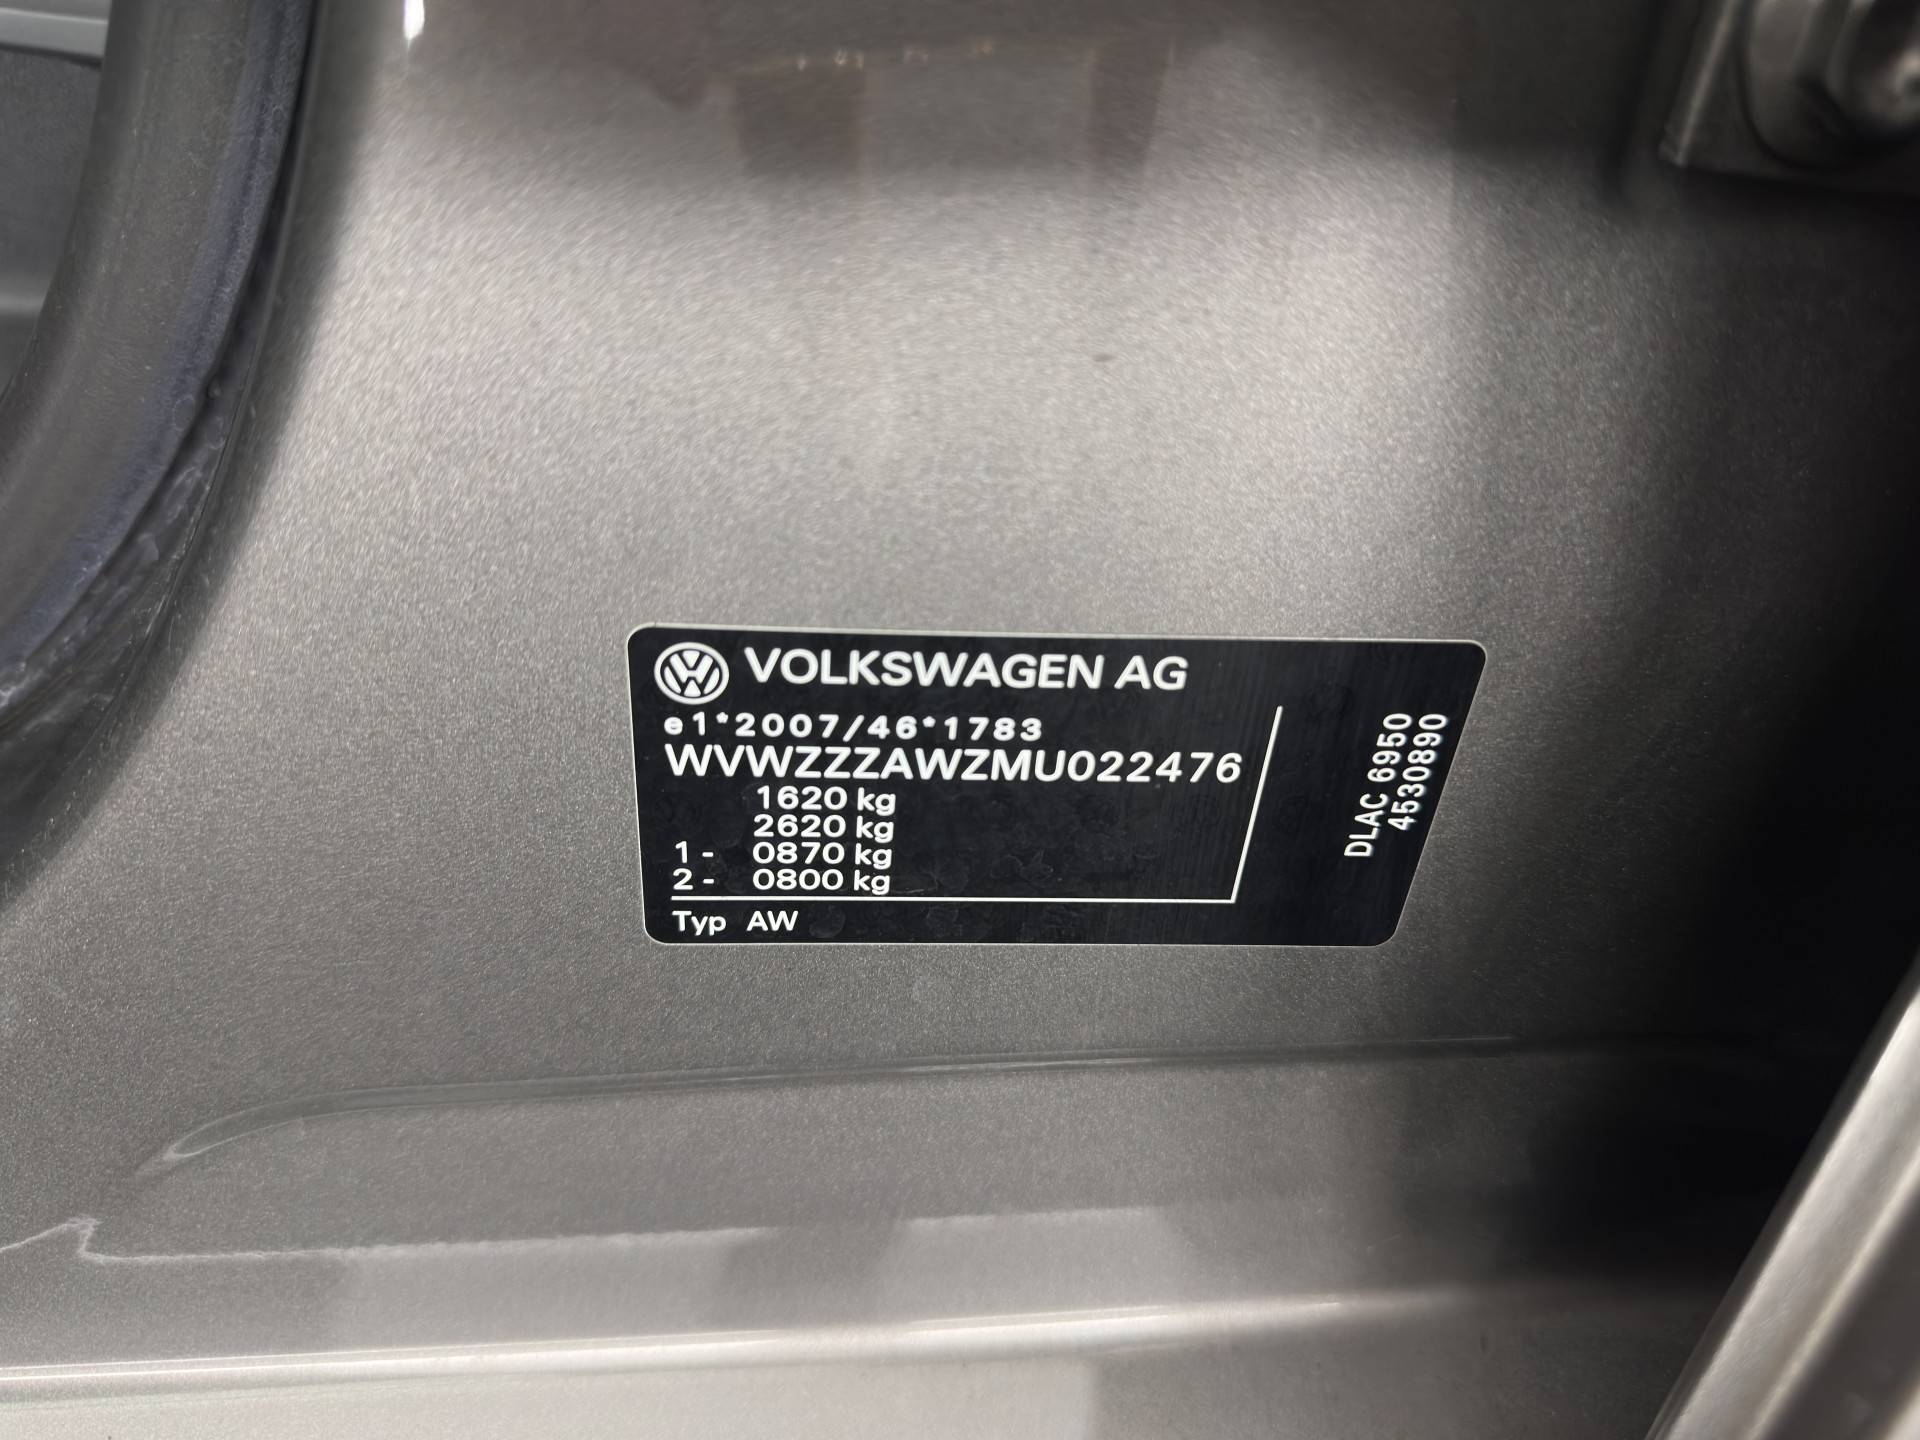 VOLKSWAGEN AG
e1*2007/46*1783
WVWZZZAWZMU022476
1620 kg
2620 kg
1 - 0870 kg
2 - 0800 kg
Typ AW
DLAC 6950
4530890